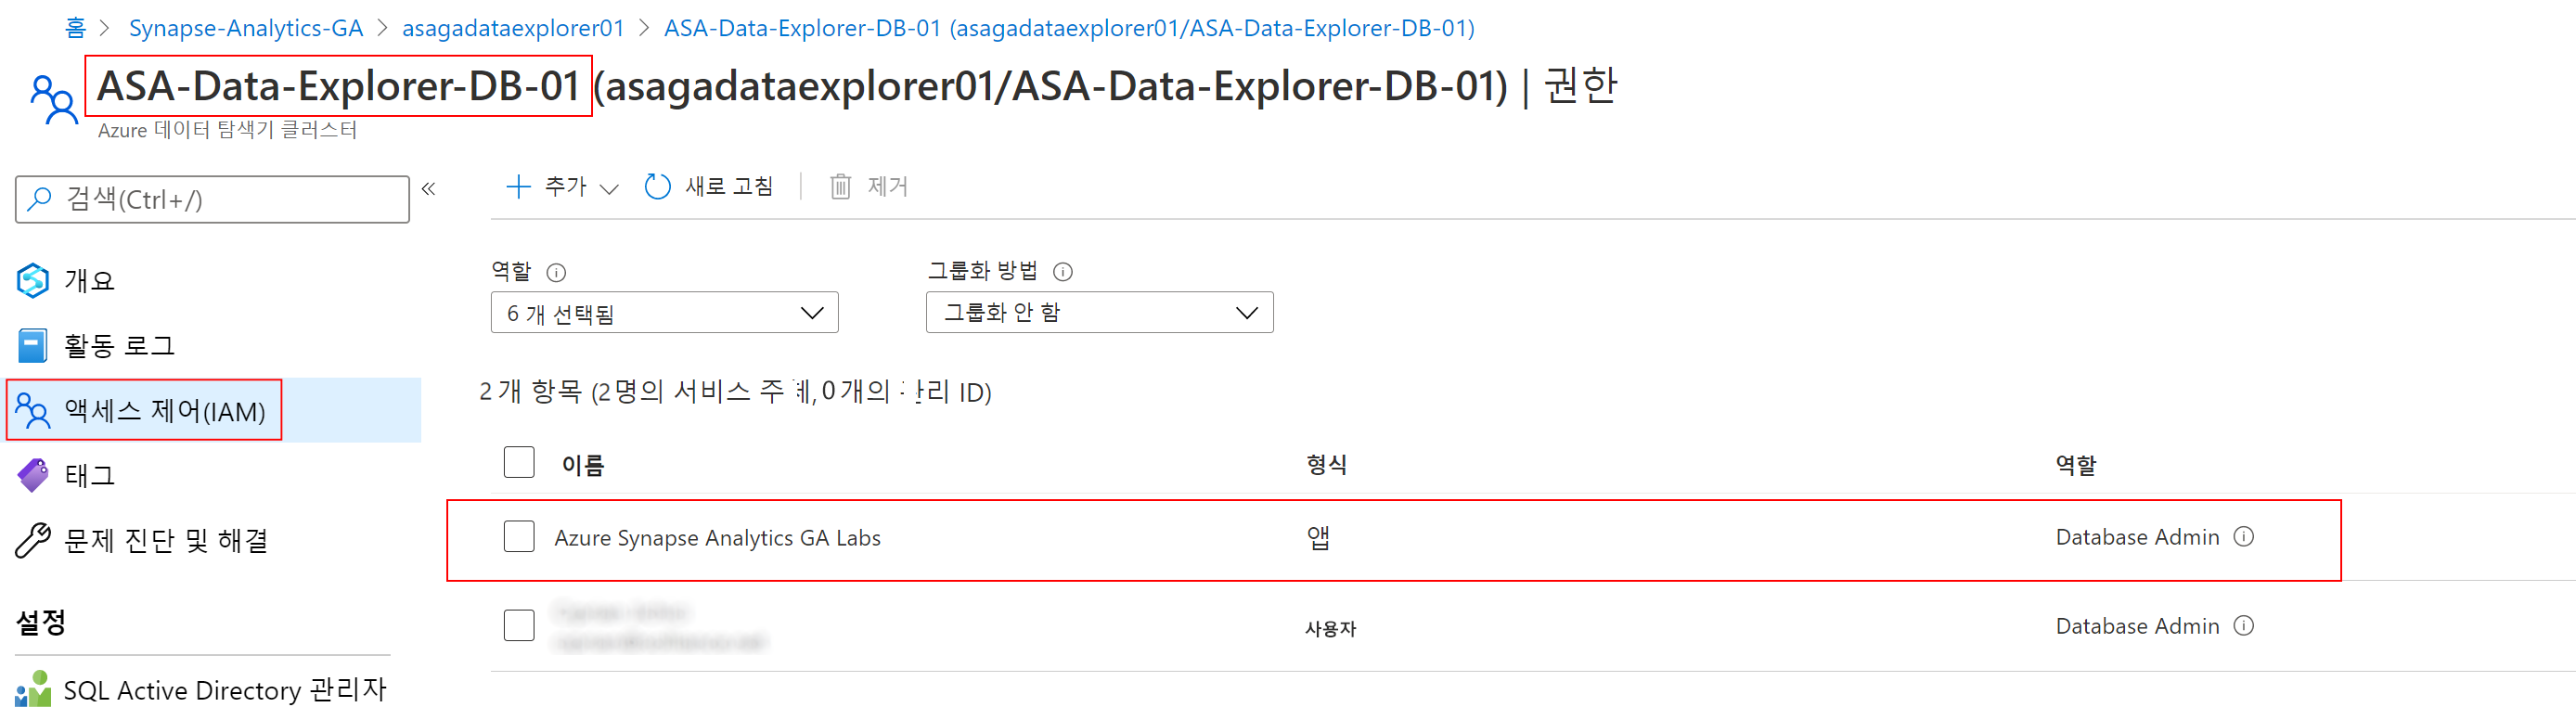 홈 > Synapse-Analytics-GA > asagadataexplorer01 > ASA-Data-Explorer-DB-01 (asagadataexplorer01/ASA-Data-Explorer-DB-01)
ASA-Data-Explorer-DB-01 (asagadataexplorer01/ASA-Data-Explorer-DB-01) | 권한
Azure 데이터 탐색기 클러스터
검색(Ctrl+/)
«
개요
활동 로그
액세스 제어(IAM)
태그
문제 진단 및 해결
설정
SQL Active Directory 관리자
+ 추가
새로 고침
제거
역할
그룹화 방법
6 개 선택됨
그룹화 안 함
2개 항목 (2명의 서비스 주체,0개의 관리 ID)
이름 형식 역할
Azure Synapse Analytics GA Labs 앱 Database Admin
사용자 Database Admin